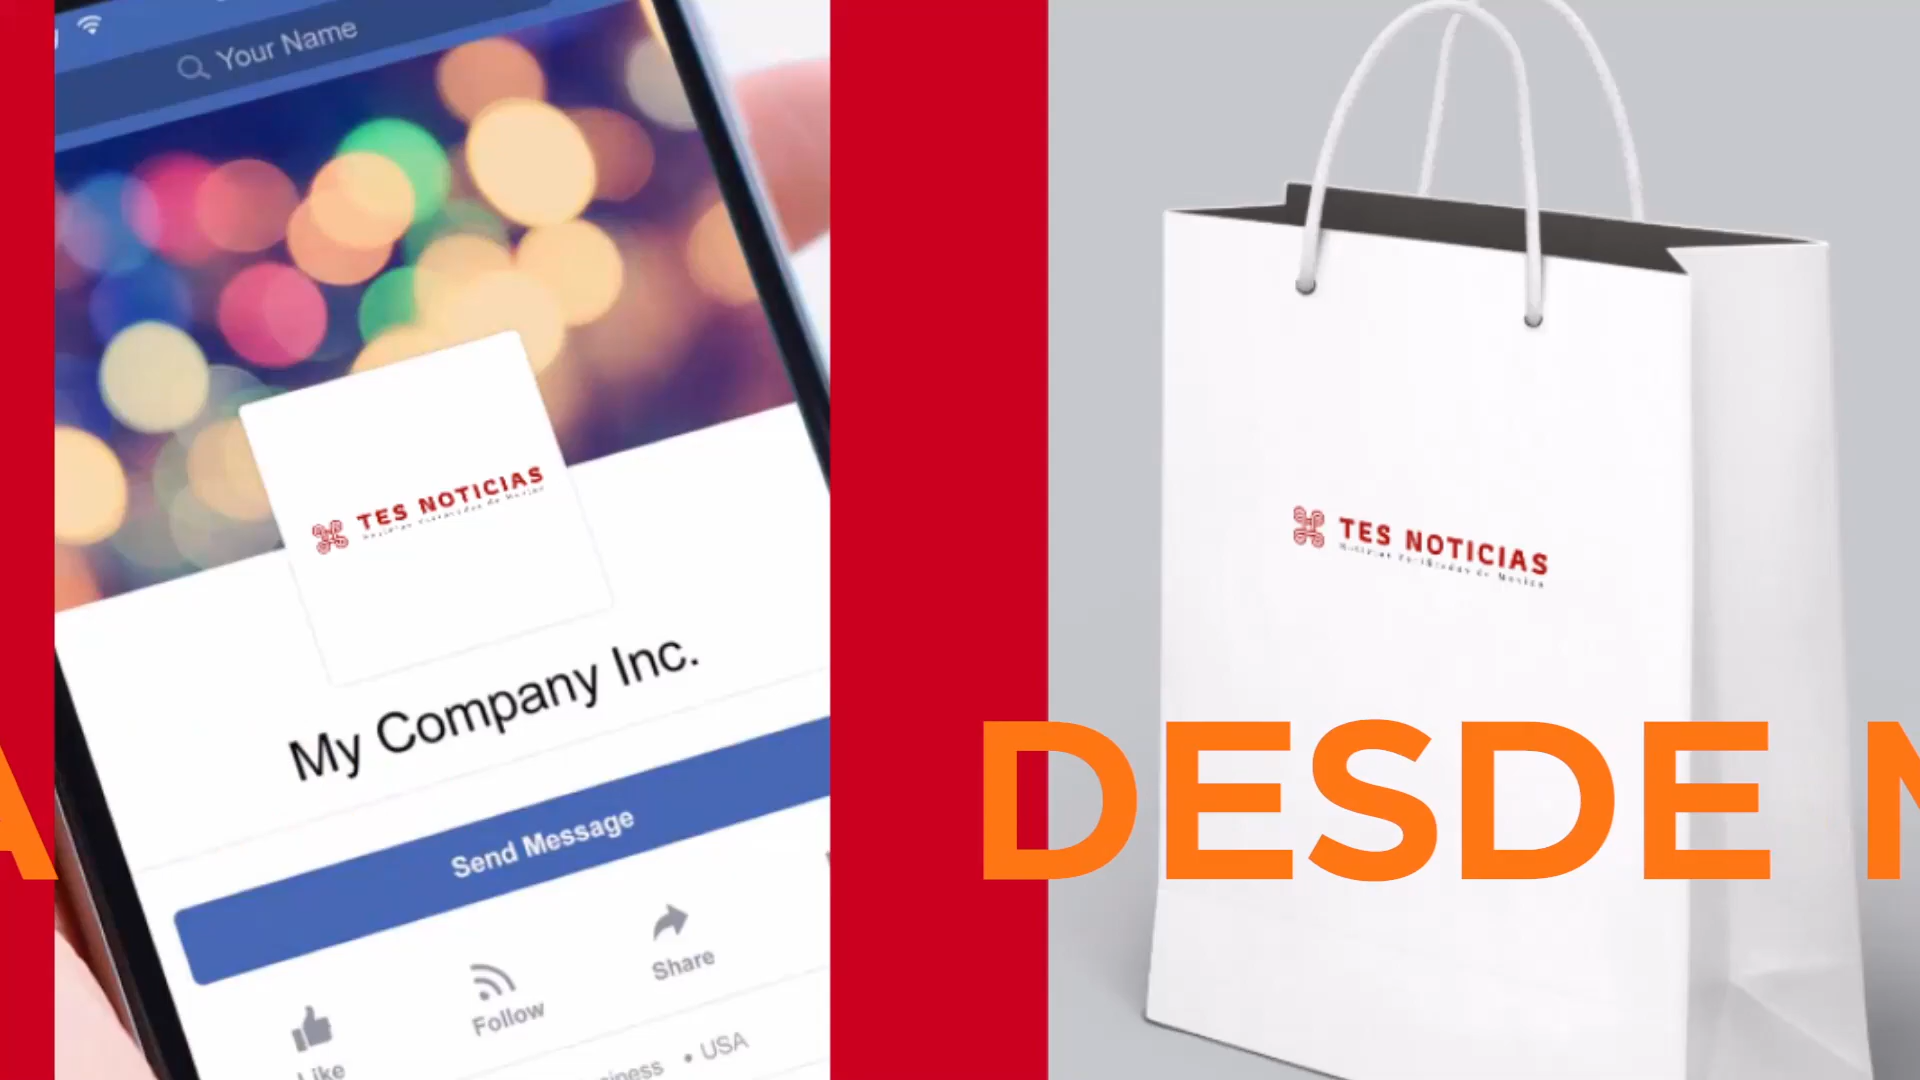 Your Name
TES NOTICIAS
My Company Inc.
Send Message
Like
Follow
Share
• USA
TES NOTICIAS
DESDE